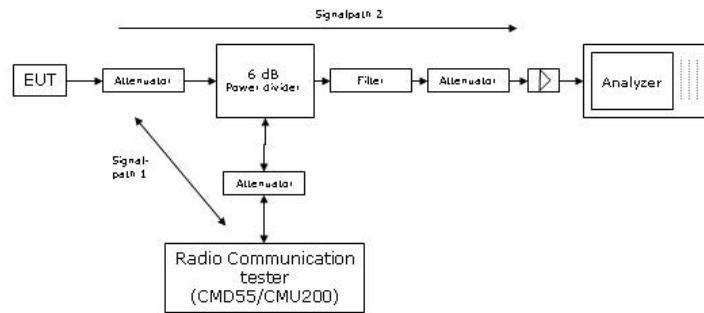 Signalpath 2
EUT
Attenuator
6 dB
Power divider
Filter
Attenuator
Analyzer
Signal-
path 1
Attenuator
Radio Communication
tester
(CMD55/CMU200)